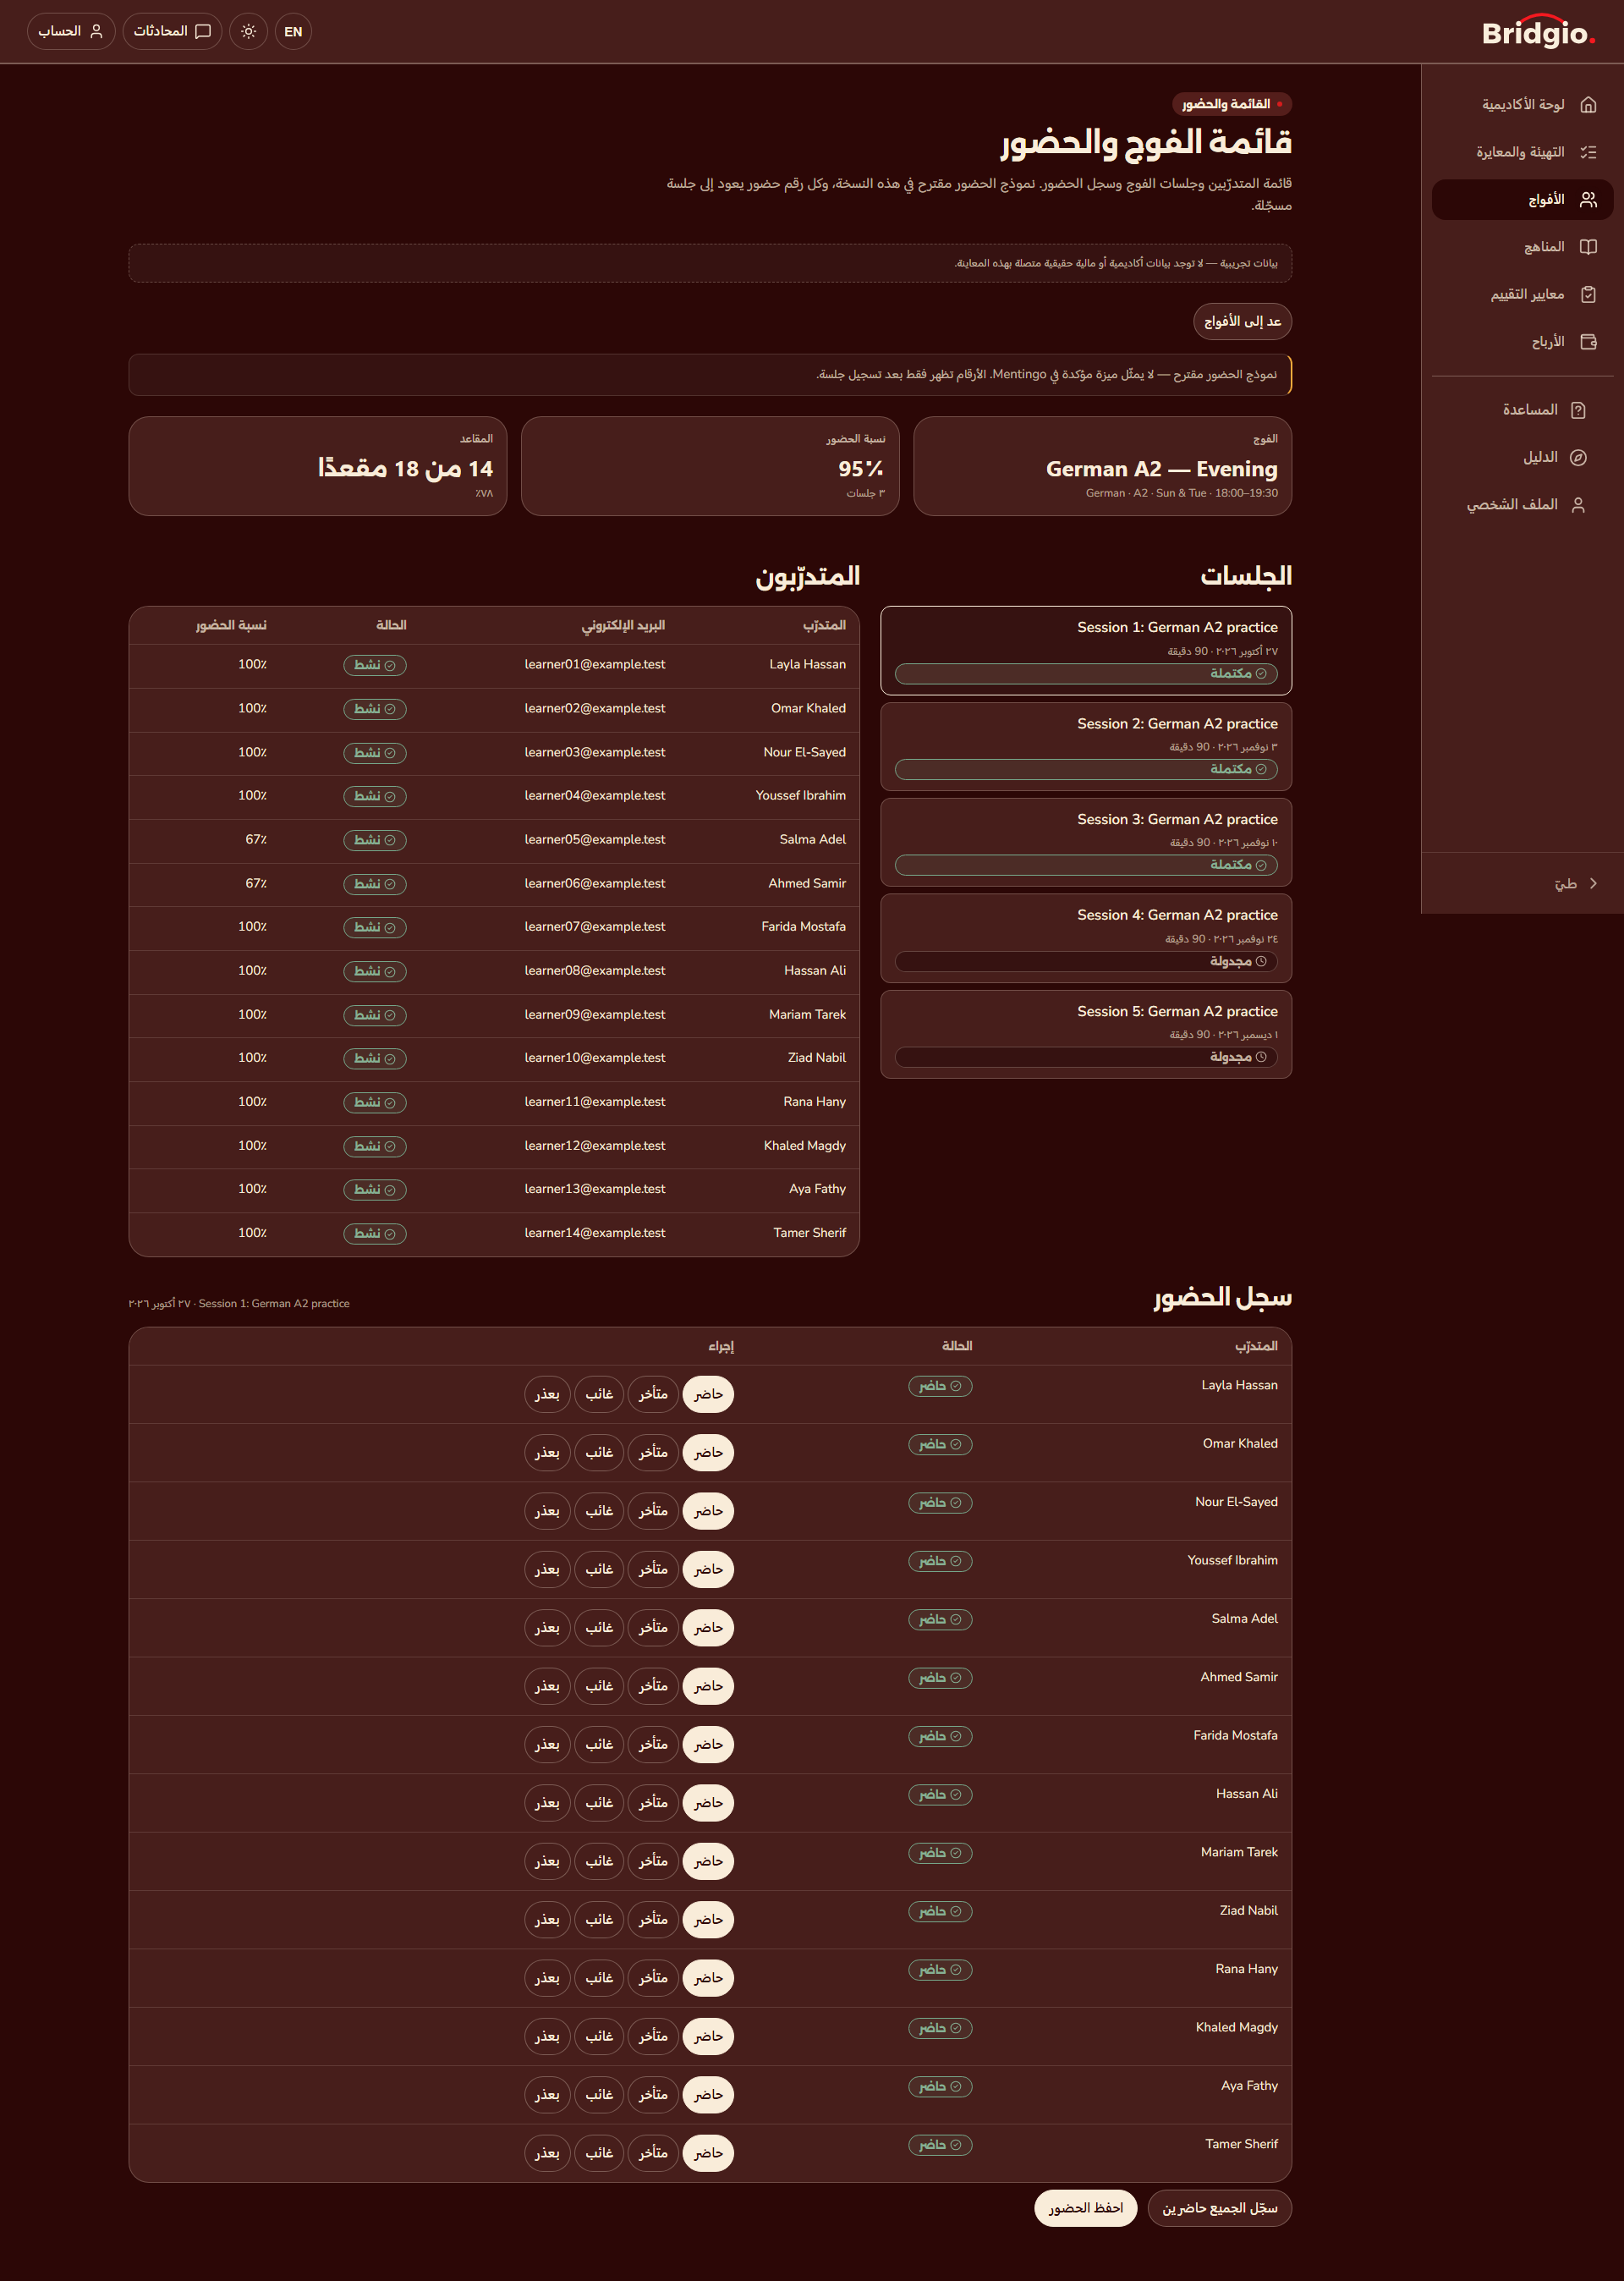 Bridgio.
EN
المحادثات
الحساب
لوحة الأكاديمية
التهيئة والمعايرة
الأفواج
المناهج
معايير التقييم
الأرباح
المساعدة
الدليل
الملف الشخصي
طيّ
القائمة والحضور
قائمة الفوج والحضور
قائمة المتدرّبين وجلسات الفوج وسجل الحضور. نموذج الحضور مقترح في هذه النسخة، وكل رقم حضور يعود إلى جلسة
مسجّلة.
بيانات تجريبية — لا توجد بيانات أكاديمية أو مالية حقيقية متصلة بهذه المعاينة.
عد إلى الأفواج
نموذج الحضور مقترح — لا يمثّل ميزة مؤكدة في Mentingo. الأرقام تظهر فقط بعد تسجيل جلسة.
الفوج
German A2 — Evening
German · A2 · Sun & Tue · 18:00–19:30
نسبة الحضور
95٪
٣ جلسات
المقاعد
14 من 18 مقعدًا
٧٨٪
الجلسات
Session 1: German A2 practice
٢٧ أكتوبر ٢٠٢٦ · 90 دقيقة
مكتملة
Session 2: German A2 practice
٣ نوفمبر ٢٠٢٦ · 90 دقيقة
مكتملة
Session 3: German A2 practice
١٠ نوفمبر ٢٠٢٦ · 90 دقيقة
مكتملة
Session 4: German A2 practice
٢٤ نوفمبر ٢٠٢٦ · 90 دقيقة
مجدولة
Session 5: German A2 practice
١ ديسمبر ٢٠٢٦ · 90 دقيقة
مجدولة
المتدرّبون
المتدرّب البريد الإلكتروني الحالة نسبة الحضور
Layla Hassan learner01@example.test نشط 100٪
Omar Khaled learner02@example.test نشط 100٪
Nour El-Sayed learner03@example.test نشط 100٪
Youssef Ibrahim learner04@example.test نشط 100٪
Salma Adel learner05@example.test نشط 67٪
Ahmed Samir learner06@example.test نشط 67٪
Farida Mostafa learner07@example.test نشط 100٪
Hassan Ali learner08@example.test نشط 100٪
Mariam Tarek learner09@example.test نشط 100٪
Ziad Nabil learner10@example.test نشط 100٪
Rana Hany learner11@example.test نشط 100٪
Khaled Magdy learner12@example.test نشط 100٪
Aya Fathy learner13@example.test نشط 100٪
Tamer Sherif learner14@example.test نشط 100٪
سجل الحضور
Session 1: German A2 practice · ٢٧ أكتوبر ٢٠٢٦
المتدرّب الحالة إجراء
Layla Hassan حاضر حاضر متأخر غائب بعذر
Omar Khaled حاضر حاضر متأخر غائب بعذر
Nour El-Sayed حاضر حاضر متأخر غائب بعذر
Youssef Ibrahim حاضر حاضر متأخر غائب بعذر
Salma Adel حاضر حاضر متأخر غائب بعذر
Ahmed Samir حاضر حاضر متأخر غائب بعذر
Farida Mostafa حاضر حاضر متأخر غائب بعذر
Hassan Ali حاضر حاضر متأخر غائب بعذر
Mariam Tarek حاضر حاضر متأخر غائب بعذر
Ziad Nabil حاضر حاضر متأخر غائب بعذر
Rana Hany حاضر حاضر متأخر غائب بعذر
Khaled Magdy حاضر حاضر متأخر غائب بعذر
Aya Fathy حاضر حاضر متأخر غائب بعذر
Tamer Sherif حاضر حاضر متأخر غائب بعذر
سجّل الجميع حاضرين
احفظ الحضور